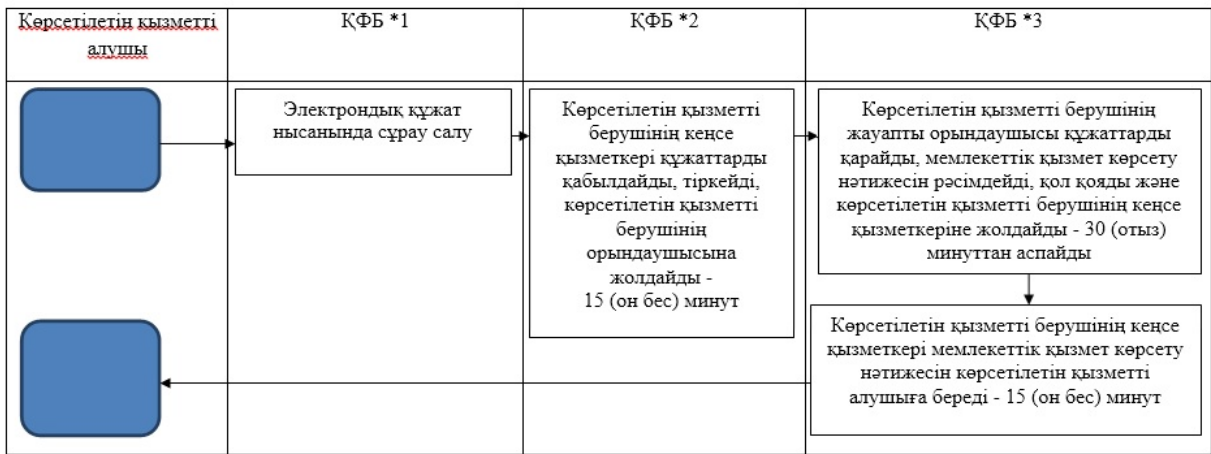 Көрсетілетін қызметті
алушы
ҚФБ *1
ҚФБ *2
ҚФБ *3
Электрондық құжат
нысанында сұрау салу
Көрсетілетін қызметті
берушінің кеңсе
қызметкері құжаттарды
қабылдайды, тіркейді,
көрсетілетін қызметті
берушінің
орындаушысына
жолдайды -
15 (он бес) минут
Көрсетілетін қызметті берушінің
жауапты орындаушысы құжаттарды
қарайды, мемлекеттік қызмет көрсету
нәтижесін рәсімдейді, қол қояды және
көрсетілетін қызметті берушінің кеңсе
қызметкеріне жолдайды - 30 (отыз)
минуттан аспайды
Көрсетілетін қызметті берушінің кеңсе
қызметкері мемлекеттік қызмет көрсету
нәтижесін көрсетілетін қызметті
алушыға береді - 15 (он бес) минут